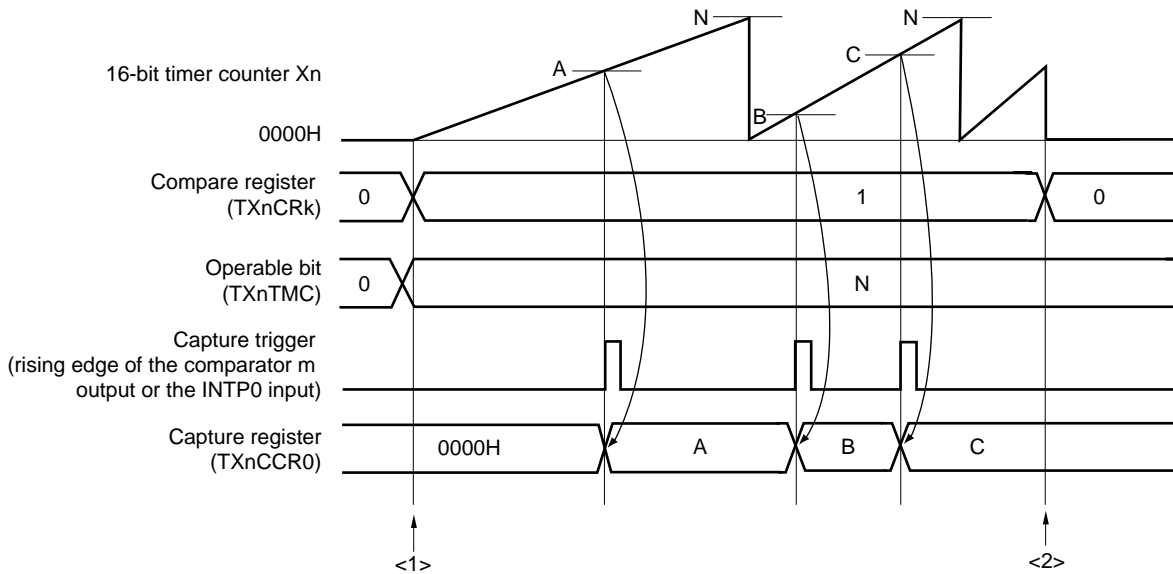 N
N
C
A
16-bit timer counter Xn
B
0000H
Compare register
(TXnCRk)
0
1
0
Operable bit
(TXnTMC)
0
N
Capture trigger
(rising edge of the comparator m
output or the INTP0 input)
Capture register
(TXnCCR0)
0000H
A
B
C
<1>
<2>